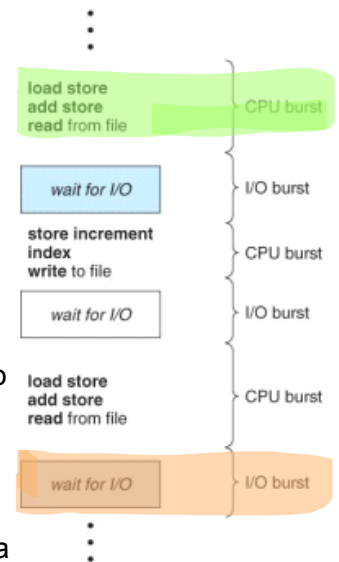 load store
add store
read from file
CPU burst
wait for I/O
I/O burst
store increment
index
write to file
CPU burst
wait for I/O
I/O burst
o
load store
add store
read from file
CPU burst
wait for I/O
I/O burst
a